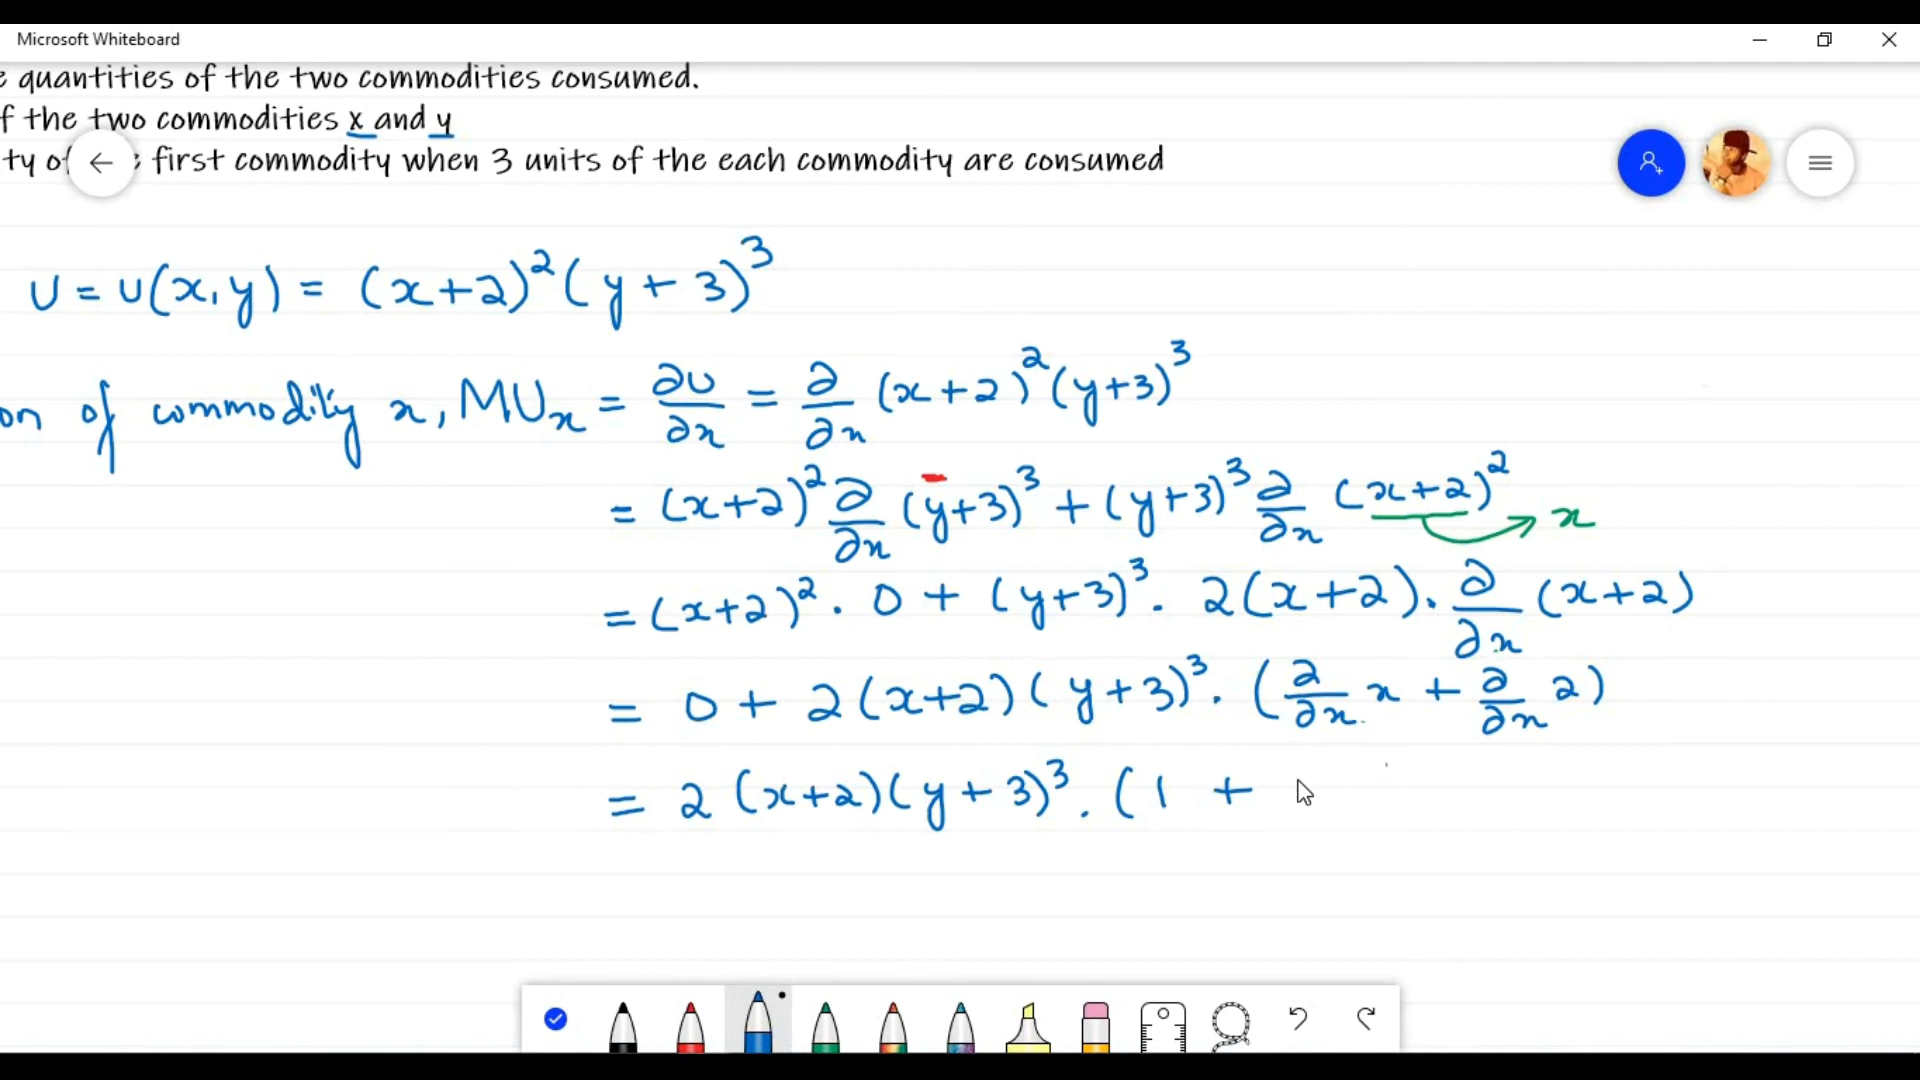 Microsoft Whiteboard
e quantities of the two commodities consumed.
f the two commodities x and y
ty of first commodity when 3 units of the each commodity are consumed
U = U(x,y) = (x+2)²(y+3)³
on of commodity x, MUₓ = ∂U/∂x = ∂/∂x (x+2)²(y+3)³
= (x+2)² ∂/∂x (y+3)³ + (y+3)³ ∂/∂x (x+2)² x
= (x+2)² . 0 + (y+3)³ . 2(x+2) . ∂/∂x (x+2)
= 0 + 2(x+2)(y+3)³ . (∂/∂x x + ∂/∂x 2)
= 2(x+2)(y+3)³ . (1 +